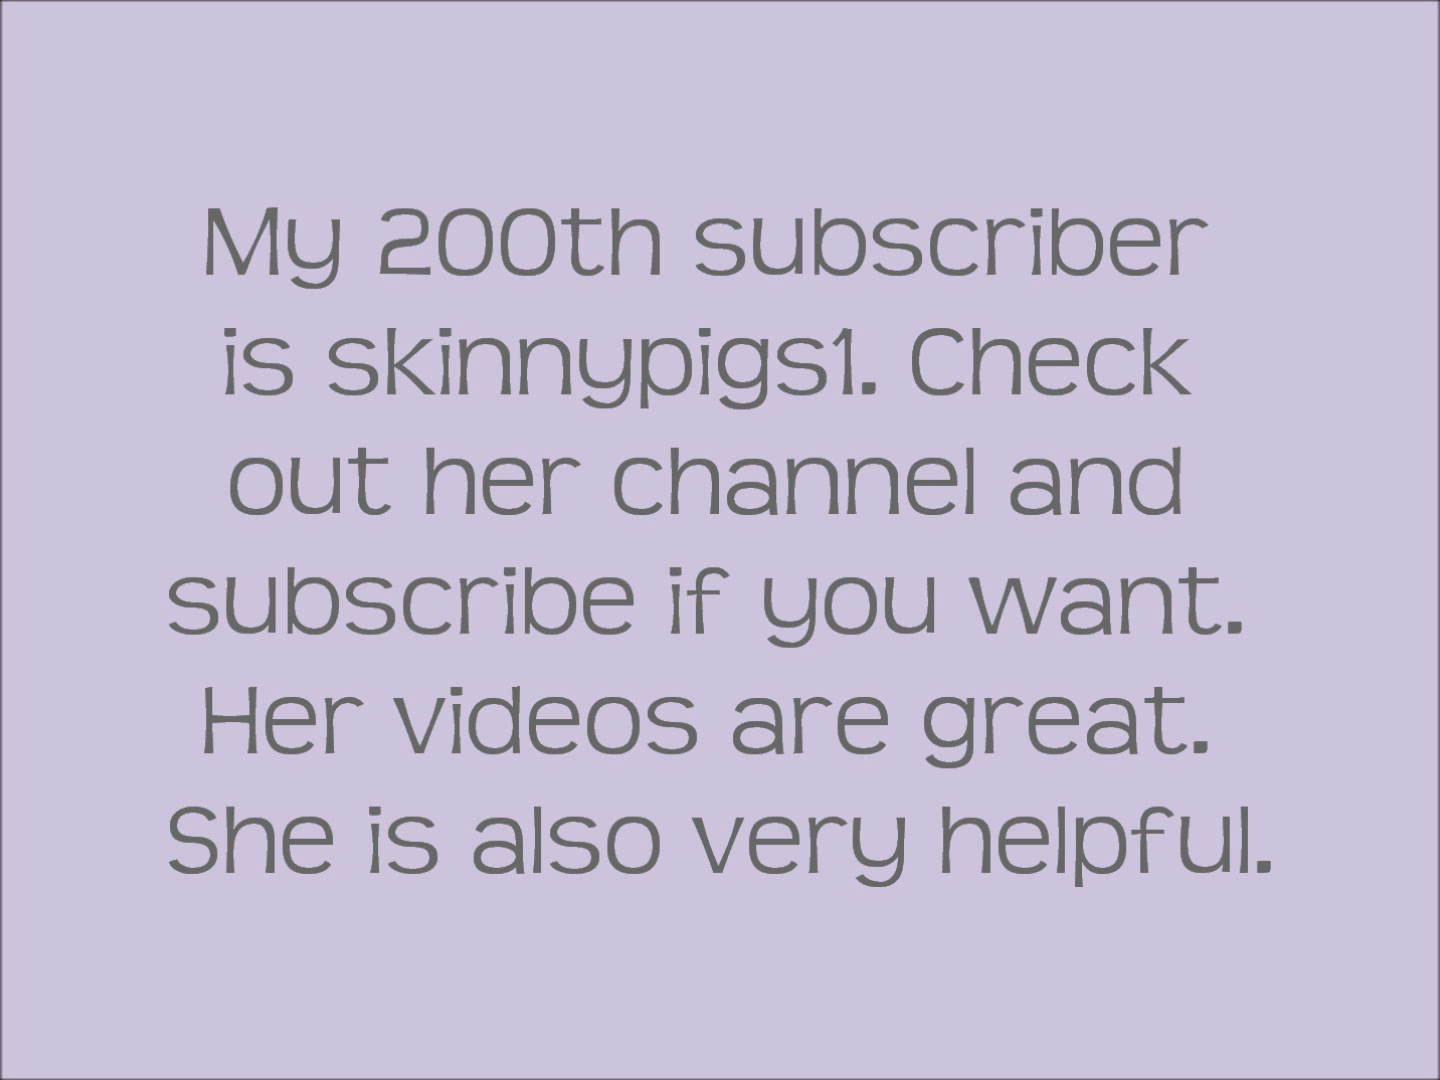 My 200th subscriber
is skinnypigs1. Check
out her channel and
subscribe if you want.
Her videos are great.
She is also very helpful.